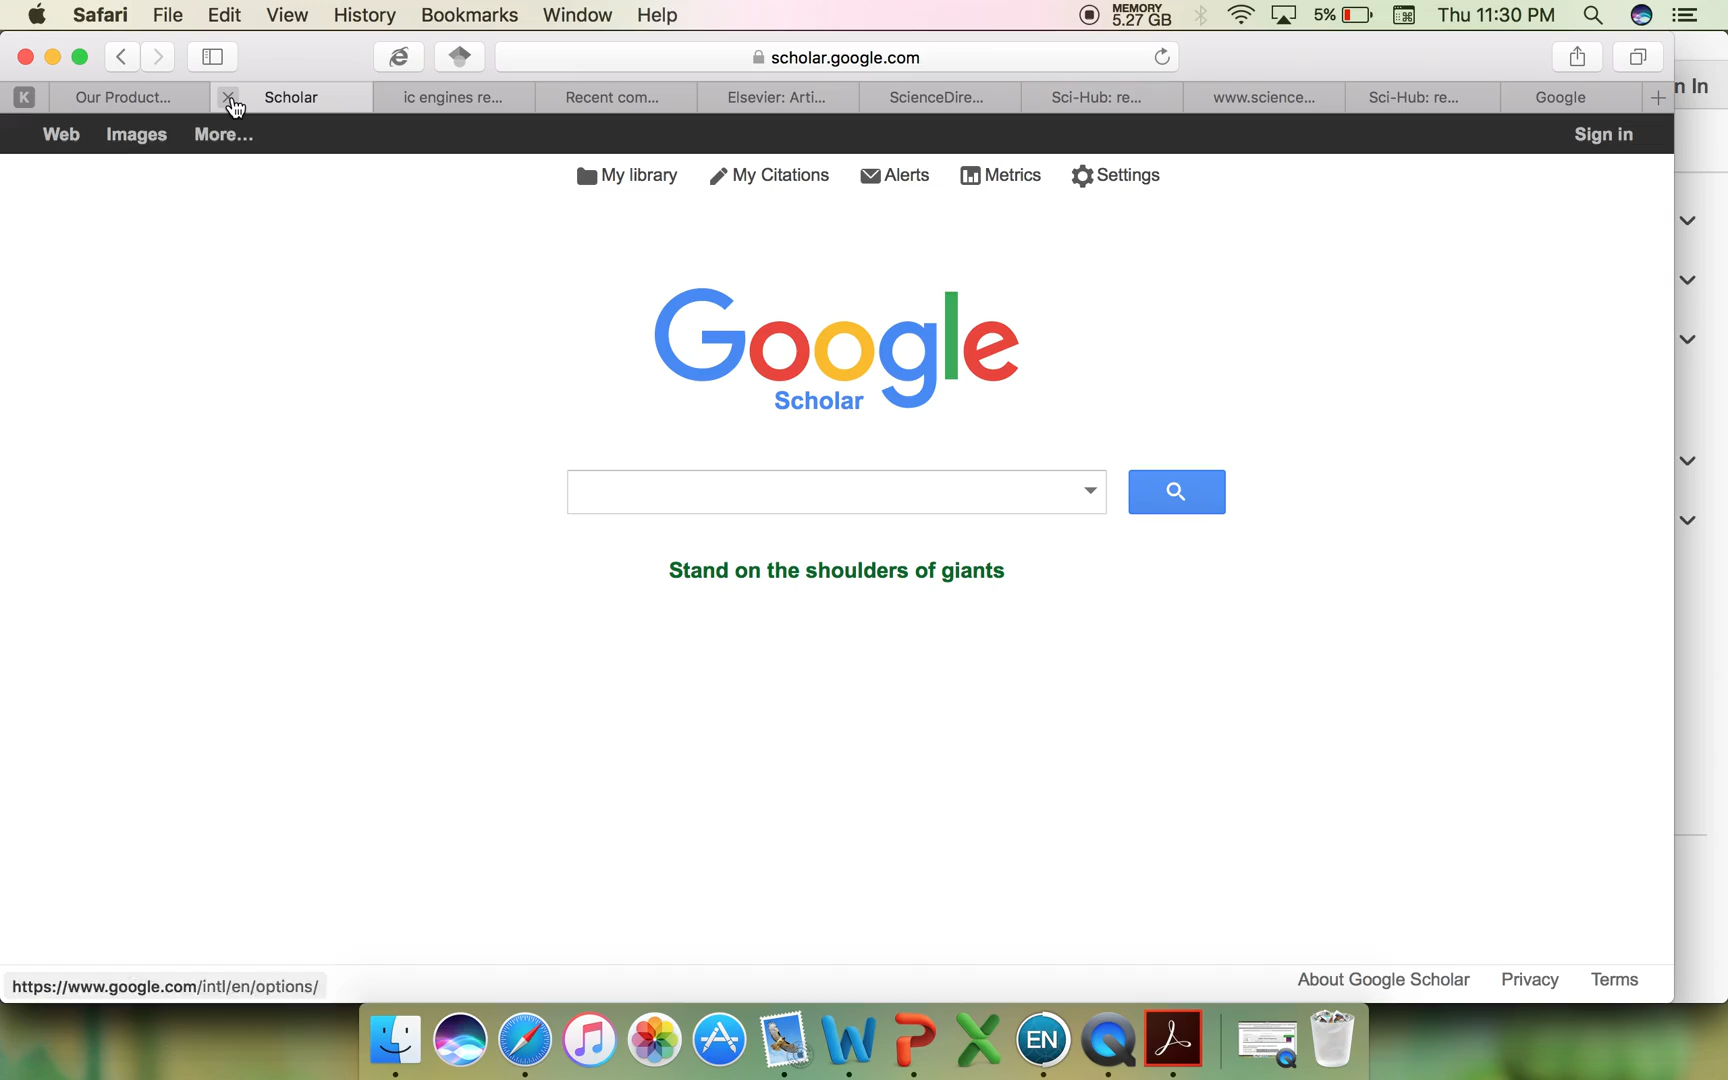 Safari File Edit View History Bookmarks Window Help MEMORY 5.27 GB 5% Thu 11:30 PM
scholar.google.com
K Our Product... Scholar ic engines re... Recent com... Elsevier: Arti... ScienceDire... Sci-Hub: re... www.science... Sci-Hub: re... Google n In
Web Images More... Sign in
My library My Citations Alerts Metrics Settings
Google
Scholar
Stand on the shoulders of giants
About Google Scholar Privacy Terms
https://www.google.com/intl/en/options/
W P X EN